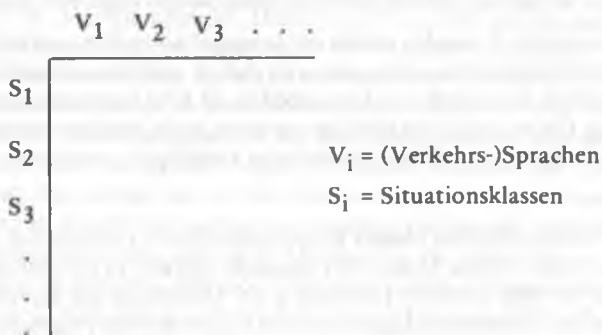 V1 V2 V3 . . .
S1
S2
Vi = (Verkehrs-)Sprachen
Si = Situationsklassen
S3
.
.
.